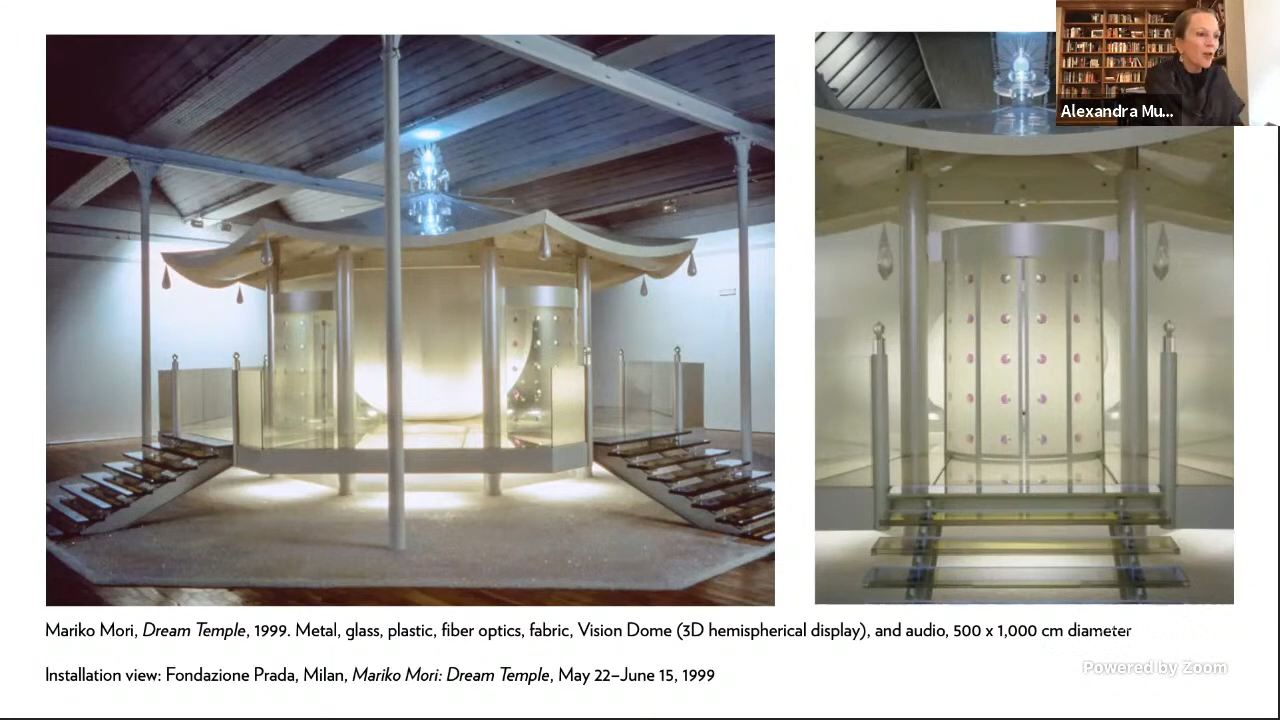 Alexandra Mu...
Mariko Mori, Dream Temple, 1999. Metal, glass, plastic, fiber optics, fabric, Vision Dome (3D hemispherical display), and audio, 500 x 1,000 cm diameter
Powered by Zoom
Installation view: Fondazione Prada, Milan, Mariko Mori: Dream Temple, May 22–June 15, 1999